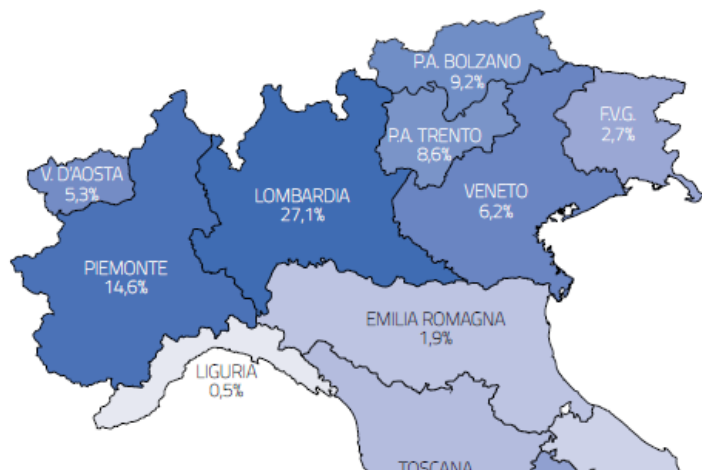 P.A. BOLZANO
9,2%
F.V.G.
2,7%
P.A. TRENTO
8,6%
V. D'AOSTA
5,3%
LOMBARDIA
27,1%
VENETO
6,2%
PIEMONTE
14,6%
EMILIA ROMAGNA
1,9%
LIGURIA
0,5%
TOSCANA